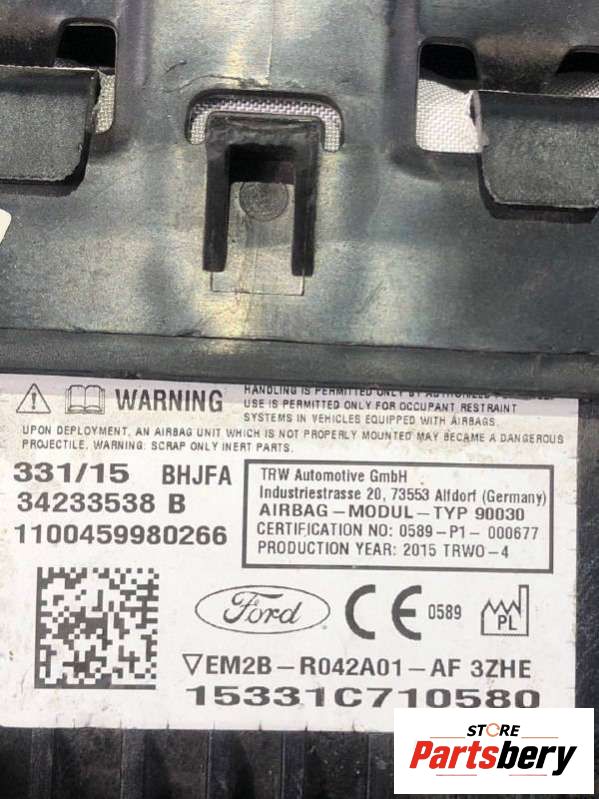 WARNING
HANDLING IS PERMITTED ONLY BY
USE IS PERMITTED ONLY FOR OCCUPANT RESTRAINT
SYSTEMS IN VEHICLES EQUIPPED WITH AIRBAGS.
UPON DEPLOYMENT, AN AIRBAG UNIT WHICH IS NOT PROPERLY MOUNTED MAY BECOME A DANGEROUS
PROJECTILE. WARNING: SCRAP ONLY INERT PARTS.
331/15 BHJFA
34233538 B
1100459980266
TRW Automotive GmbH
Industriestrasse 20, 73553 Alfdorf (Germany)
AIRBAG-MODUL-TYP 90030
CERTIFICATION NO: 0589-P1-000677
PRODUCTION YEAR: 2015 TRWO-4
Ford
CE 0589
PL
▽EM2B-R042A01-AF 3ZHE
15331C710580
STORE
Partsbery